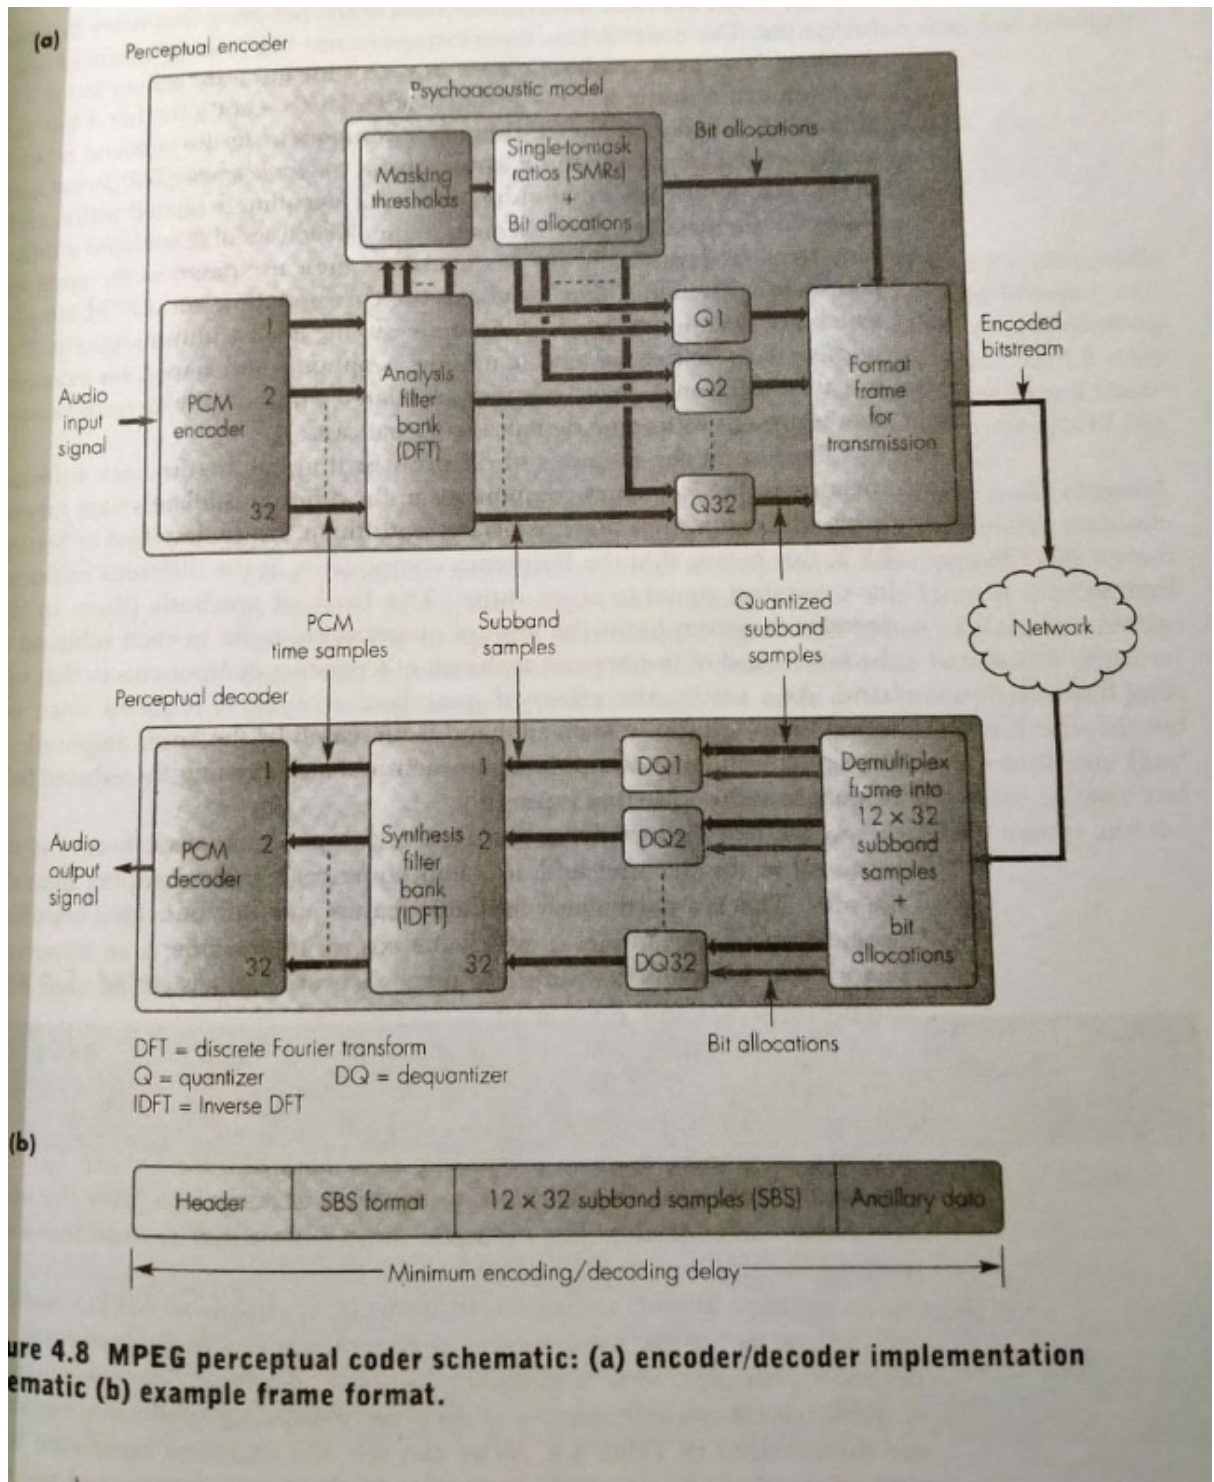 (a)
Perceptual encoder
Psychoacoustic model
Masking
thresholds
Single-to-mask
ratios (SMRs)
+
Bit allocations
Bit allocations
Audio
input
signal
PCM
encoder
1
2
32
Analysis
filter
bank
(DFT)
Q1
Q2
Q32
Format
frame
for
transmission
Encoded
bitstream
PCM
time samples
Subband
samples
Quantized
subband
samples
Network
Perceptual decoder
Audio
output
signal
PCM
decoder
1
2
32
Synthesis
filter
bank
(IDFT)
1
2
32
DQ1
DQ2
DQ32
Demultiplex
frame into
12 × 32
subband
samples
+
bit
allocations
Bit allocations
DFT = discrete Fourier transform
Q = quantizer DQ = dequantizer
IDFT = Inverse DFT
(b)
Header SBS format 12 × 32 subband samples (SBS) Ancillary data
Minimum encoding/decoding delay
ure 4.8 MPEG perceptual coder schematic: (a) encoder/decoder implementation
ematic (b) example frame format.